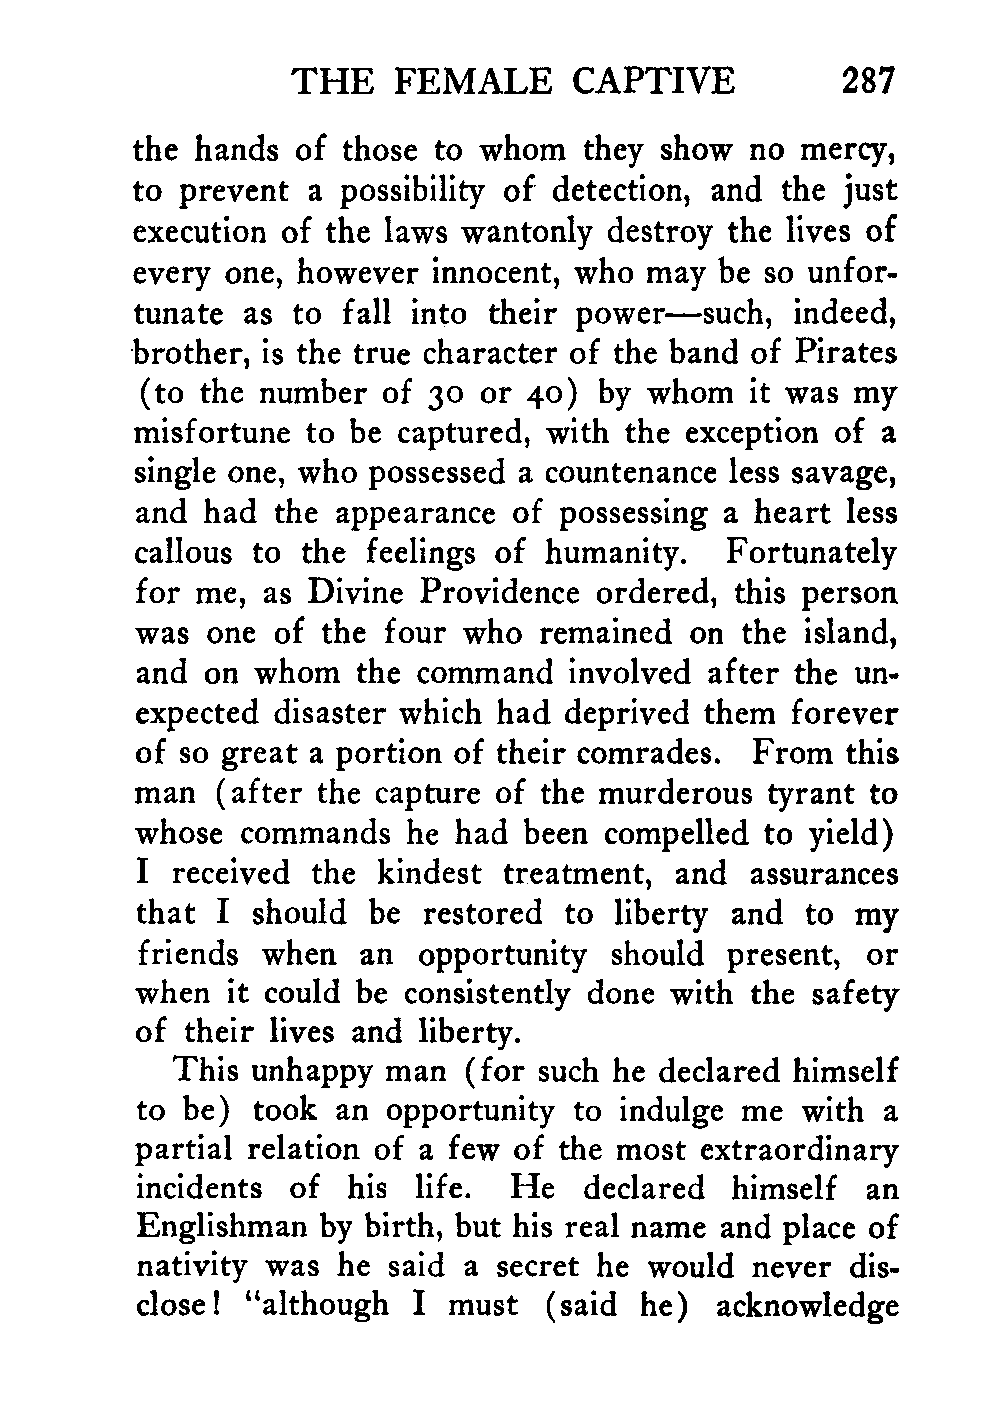 THE FEMALE CAPTIVE 287
the hands of those to whom they show no mercy,
to prevent a possibility of detection, and the just
execution of the laws wantonly destroy the lives of
every one, however innocent, who may be so unfor-
tunate as to fall into their power—such, indeed,
brother, is the true character of the band of Pirates
(to the number of 30 or 40) by whom it was my
misfortune to be captured, with the exception of a
single one, who possessed a countenance less savage,
and had the appearance of possessing a heart less
callous to the feelings of humanity. Fortunately
for me, as Divine Providence ordered, this person
was one of the four who remained on the island,
and on whom the command involved after the un-
expected disaster which had deprived them forever
of so great a portion of their comrades. From this
man (after the capture of the murderous tyrant to
whose commands he had been compelled to yield)
I received the kindest treatment, and assurances
that I should be restored to liberty and to my
friends when an opportunity should present, or
when it could be consistently done with the safety
of their lives and liberty.
This unhappy man (for such he declared himself
to be) took an opportunity to indulge me with a
partial relation of a few of the most extraordinary
incidents of his life. He declared himself an
Englishman by birth, but his real name and place of
nativity was he said a secret he would never dis-
close! "although I must (said he) acknowledge